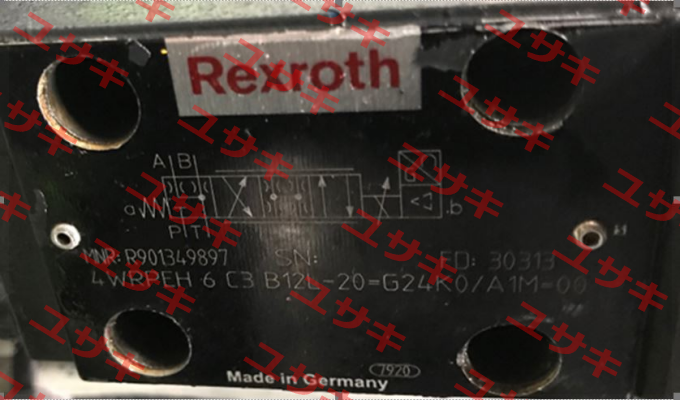 Rexroth
A B
a b
P T
MNR: R901349897 SN: FD: 30313
4WRPEH 6 C3 B12L-20=G24K0/A1M=00
7920
Made in Germany
ユサキ